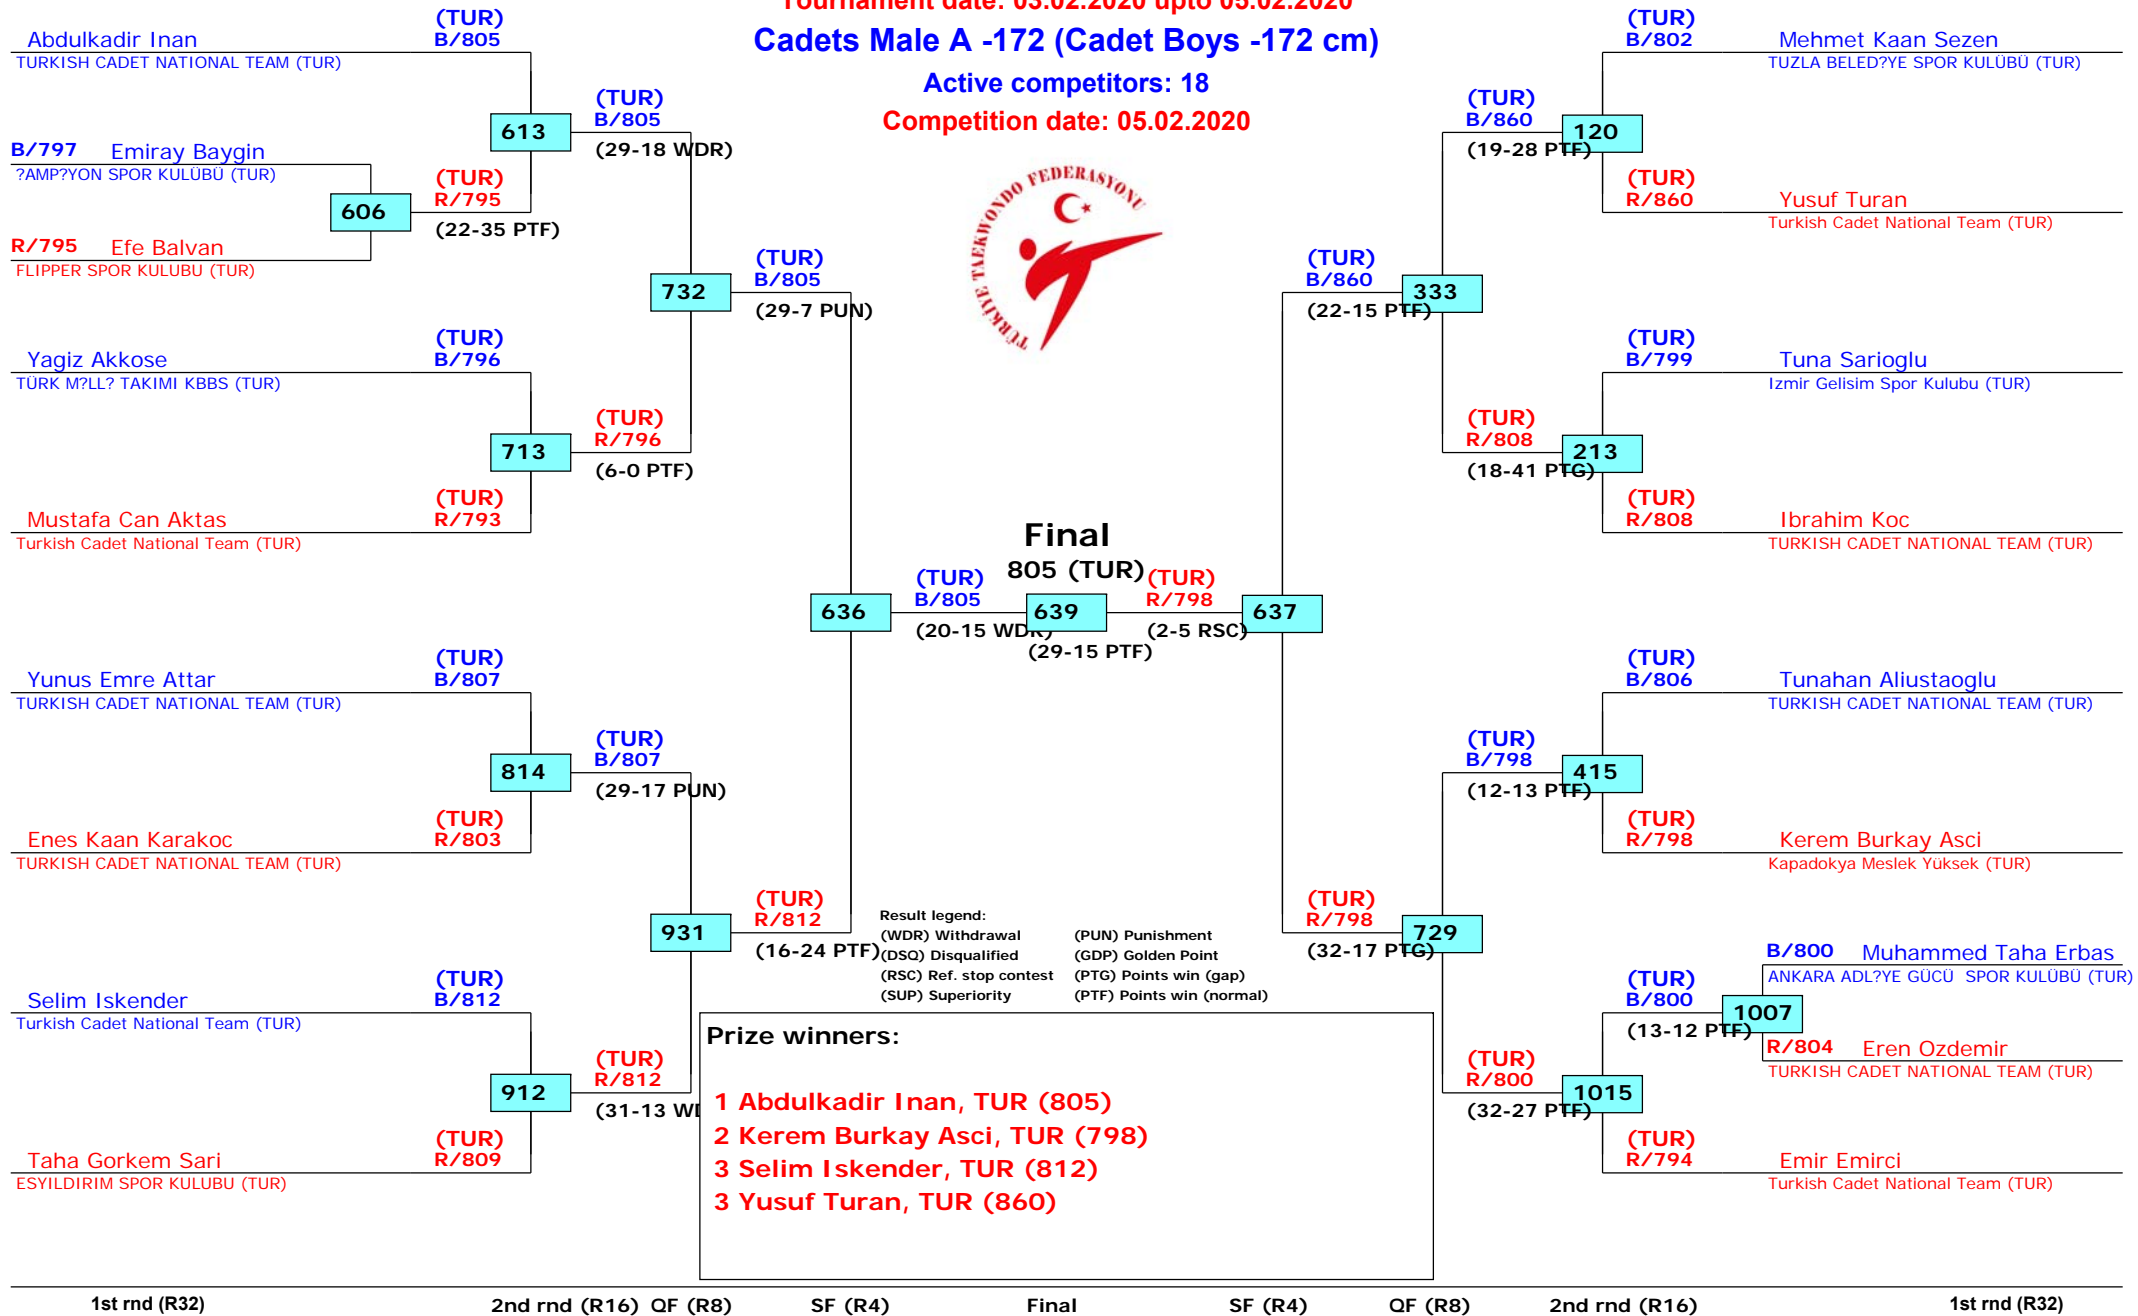 Tournament date: 03.02.2020 upto 05.02.2020
Cadets Male A -172 (Cadet Boys -172 cm)
Active competitors: 18
Competition date: 05.02.2020
TÜRKİYE TAEKWONDO FEDERASYONU
(TUR)
Abdulkadir Inan B/805
TURKISH CADET NATIONAL TEAM (TUR)
B/797 Emiray Baygin
?AMP?YON SPOR KULÜBÜ (TUR)
606
R/795 Efe Balvan
FLIPPER SPOR KULUBU (TUR)
(TUR)
R/795
(22-35 PTF)
613
(TUR)
B/805
(29-18 WDR)
(TUR)
Yagiz Akkose B/796
TÜRK M?LL? TAKIMI KBBS (TUR)
713
(TUR)
R/796
(6-0 PTF)
(TUR)
Mustafa Can Aktas R/793
Turkish Cadet National Team (TUR)
732
(TUR)
B/805
(29-7 PUN)
(TUR)
Yunus Emre Attar B/807
TURKISH CADET NATIONAL TEAM (TUR)
814
(TUR)
B/807
(29-17 PUN)
(TUR)
Enes Kaan Karakoc R/803
TURKISH CADET NATIONAL TEAM (TUR)
931
(TUR)
R/812
(16-24 PTF)
(TUR)
Selim Iskender B/812
Turkish Cadet National Team (TUR)
912
(TUR)
R/812
(31-13
(TUR)
Taha Gorkem Sari R/809
ESYILDIRIM SPOR KULUBU (TUR)
636
(TUR)
B/805
(20-15 WDR)
Final
805 (TUR)
639
(29-15 PTF)
(TUR)
R/798
(2-5 RSC)
637
(TUR)
B/860
(22-15 PTF)
333
(TUR)
B/860
(19-28 PTF)
120
(TUR)
B/802 Mehmet Kaan Sezen
TUZLA BELED?YE SPOR KULÜBÜ (TUR)
(TUR)
R/860 Yusuf Turan
Turkish Cadet National Team (TUR)
(TUR)
B/799 Tuna Sarioglu
Izmir Gelisim Spor Kulubu (TUR)
(TUR)
R/808
(18-41 PTG)
213
(TUR)
R/808 Ibrahim Koc
TURKISH CADET NATIONAL TEAM (TUR)
(TUR)
B/806 Tunahan Aliustaoglu
TURKISH CADET NATIONAL TEAM (TUR)
(TUR)
B/798
(12-13 PTF)
415
(TUR)
R/798 Kerem Burkay Asci
Kapadokya Meslek Yüksek (TUR)
(TUR)
R/798
(32-17 PTG)
729
B/800 Muhammed Taha Erbas
ANKARA ADL?YE GÜCÜ SPOR KULÜBÜ (TUR)
(TUR)
B/800
(13-12 PTF)
1007
R/804 Eren Ozdemir
TURKISH CADET NATIONAL TEAM (TUR)
(TUR)
R/800
(32-27 PTF)
1015
(TUR)
R/794 Emir Emirci
Turkish Cadet National Team (TUR)
Result legend:
(WDR) Withdrawal (PUN) Punishment
(DSQ) Disqualified (GDP) Golden Point
(RSC) Ref. stop contest (PTG) Points win (gap)
(SUP) Superiority (PTF) Points win (normal)
Prize winners:
1 Abdulkadir Inan, TUR (805)
2 Kerem Burkay Asci, TUR (798)
3 Selim Iskender, TUR (812)
3 Yusuf Turan, TUR (860)
1st rnd (R32) 2nd rnd (R16) QF (R8) SF (R4) Final SF (R4) QF (R8) 2nd rnd (R16) 1st rnd (R32)